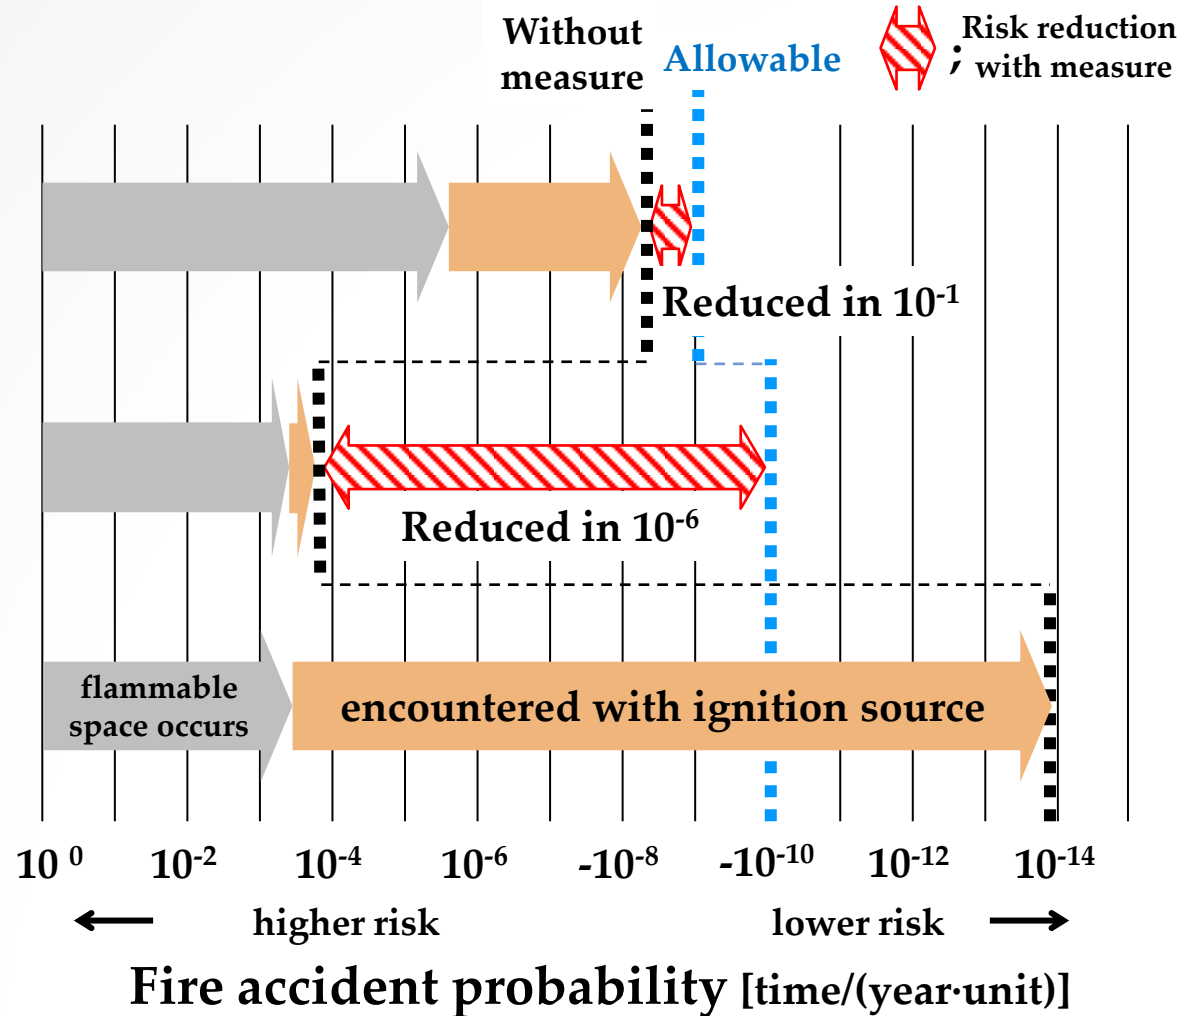 Without
measure
Allowable
; Risk reduction
with measure
Reduced in 10⁻¹
Reduced in 10⁻⁶
flammable
space occurs
encountered with ignition source
10 ⁰ 10⁻² 10⁻⁴ 10⁻⁶ -10⁻⁸ -10⁻¹⁰ 10⁻¹² 10⁻¹⁴
higher risk lower risk
Fire accident probability [time/(year·unit)]